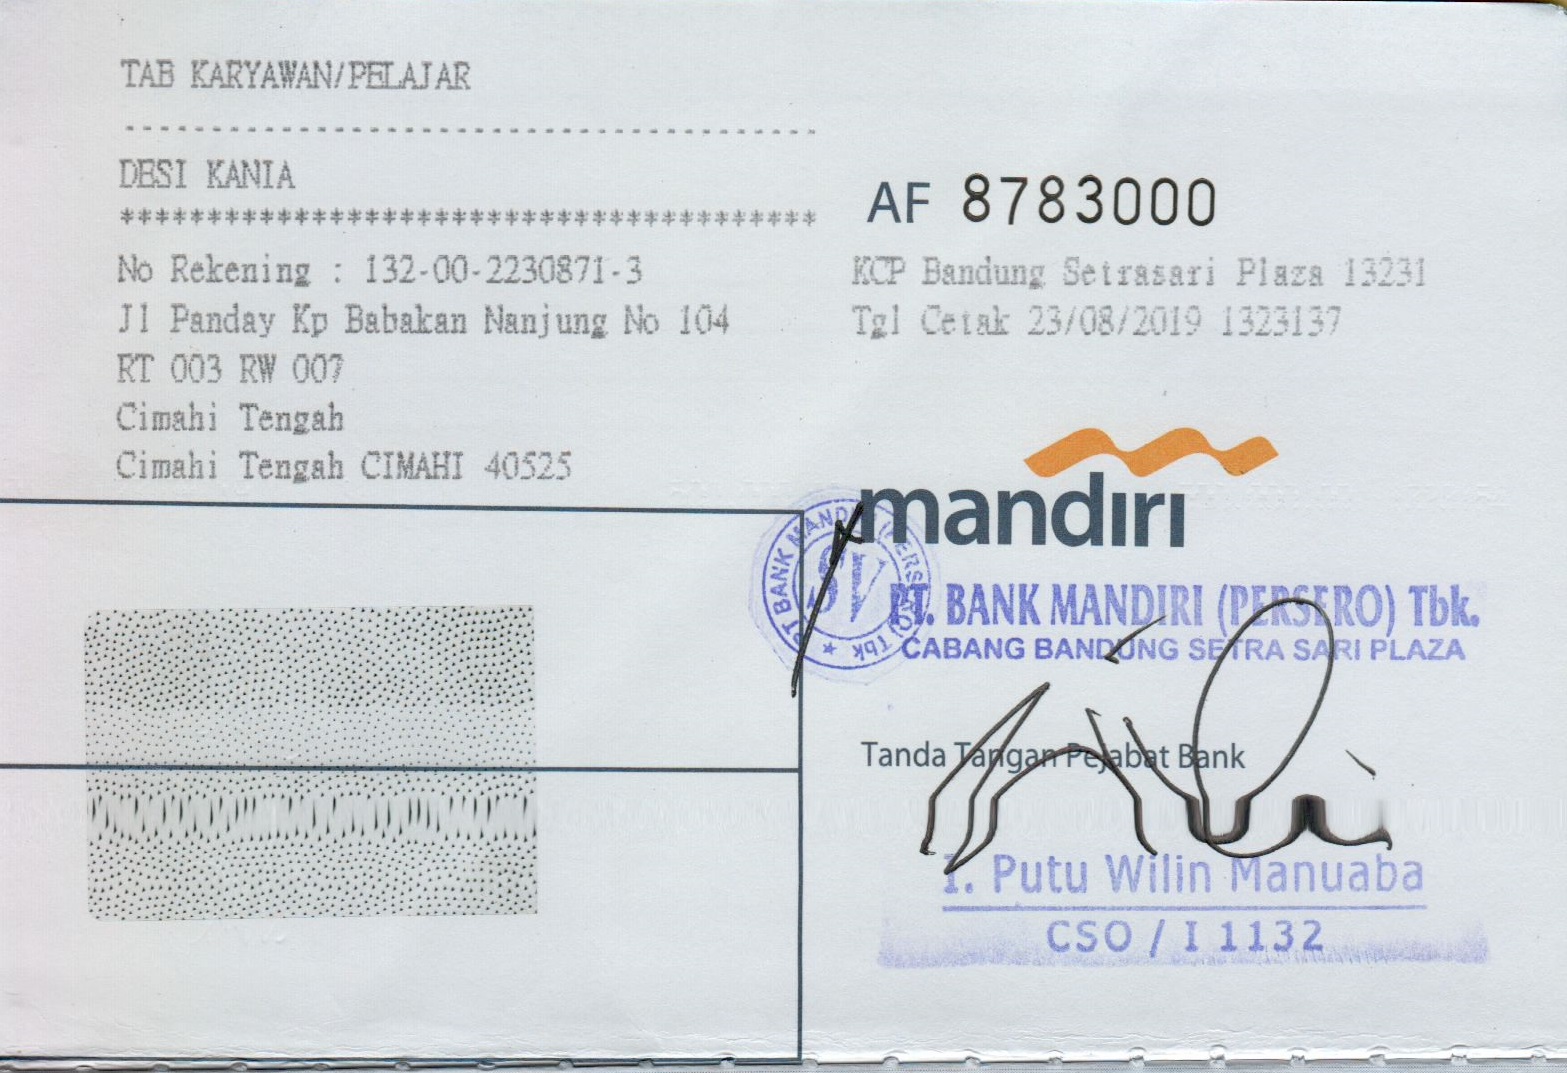 TAB KARYAWAN/PELAJAR
----------------------------------------
DESI KANIA
****************************************
No Rekening : 132-00-2230871-3
Jl Panday Kp Babakan Nanjung No 104
RT 003 RW 007
Cimahi Tengah
Cimahi Tengah CIMAHI 40525
AF 8783000
KCP Bandung Setrasari Plaza 13231
Tgl Cetak 23/08/2019 1323137
mandiri
PT BANK MANDIRI (PERSERO) Tbk
SV
PT. BANK MANDIRI (PERSERO) Tbk.
CABANG BANDUNG SETRA SARI PLAZA
Tanda Tangan Pejabat Bank
I. Putu Wilin Manuaba
CSO / I 1132